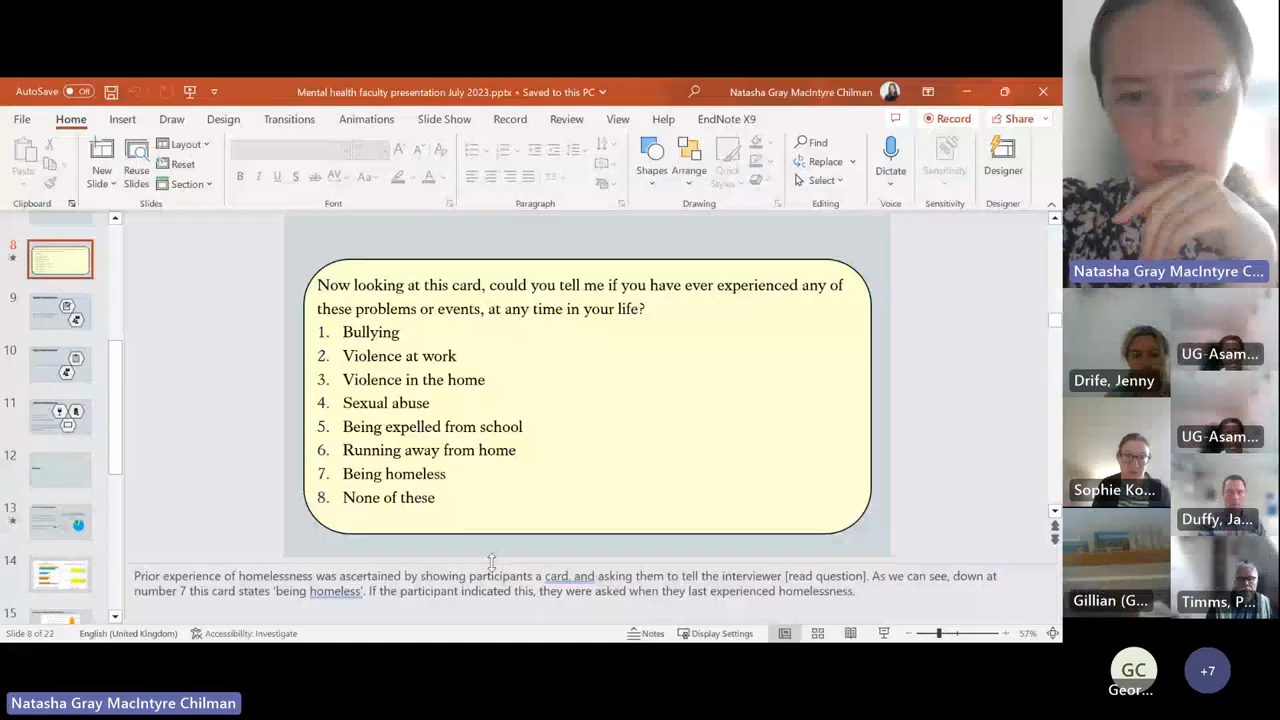 AutoSave Off
Mental health faculty presentation July 2023.pptx • Saved to this PC
Natasha Gray MacIntyre Chilman
File Home Insert Draw Design Transitions Animations Slide Show Record Review View Help EndNote X9
Record Share
Paste
New Slide
Reuse Slides
Layout
Reset
Section
Shapes
Arrange
Quick Styles
Find
Replace
Select
Dictate
Sensitivity
Designer
Clipboard Slides Font Paragraph Drawing Editing Voice Sensitivity Designer
8
9
10
11
12
13
14
15
Now looking at this card, could you tell me if you have ever experienced any of
these problems or events, at any time in your life?
1. Bullying
2. Violence at work
3. Violence in the home
4. Sexual abuse
5. Being expelled from school
6. Running away from home
7. Being homeless
8. None of these
Prior experience of homelessness was ascertained by showing participants a card, and asking them to tell the interviewer [read question]. As we can see, down at
number 7 this card states 'being homeless'. If the participant indicated this, they were asked when they last experienced homelessness.
Slide 8 of 22 English (United Kingdom) Accessibility: Investigate Notes Display Settings 57%
Natasha Gray MacIntyre C...
Drife, Jenny
UG-Asam...
UG-Asam...
Sophie Ko...
Duffy, Ja...
Gillian (G...
Timms, P...
GC
Geor...
+7
Natasha Gray MacIntyre Chilman